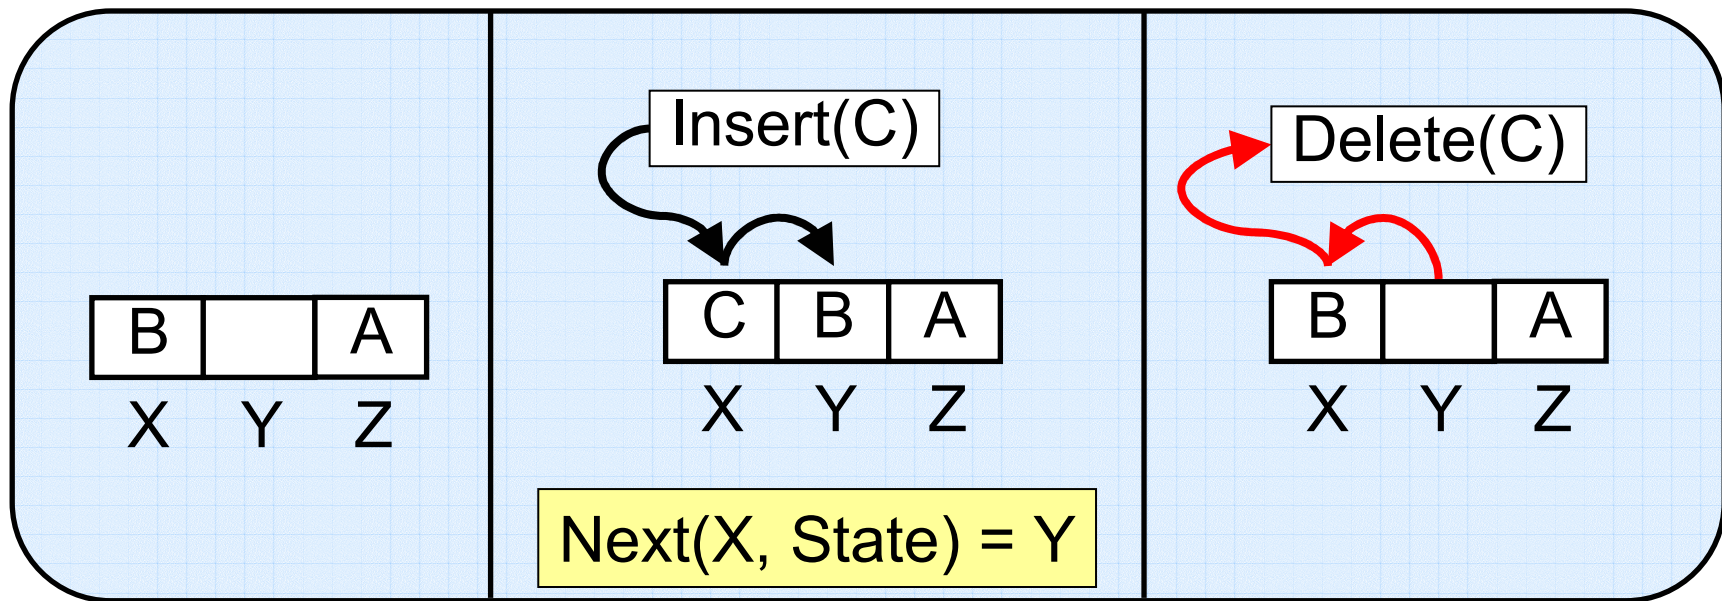 B A
X Y Z
Insert(C)
C B A
X Y Z
Next(X, State) = Y
Delete(C)
B A
X Y Z